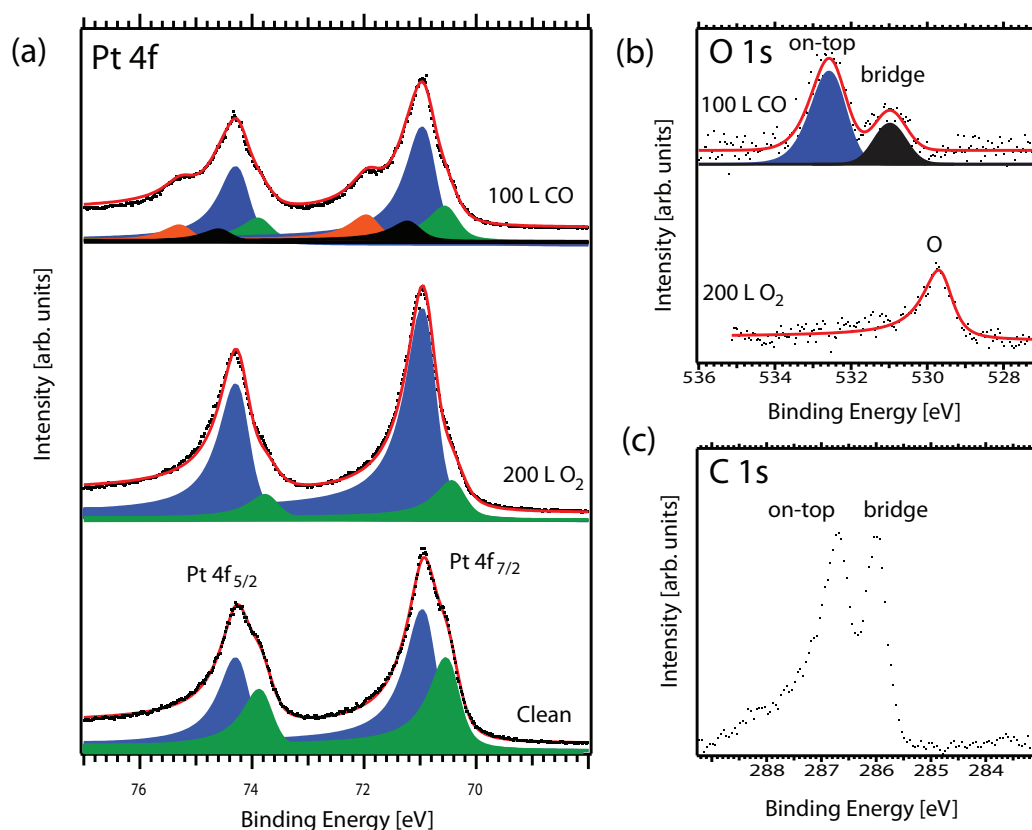 (a)
Pt 4f
100 L CO
200 L O₂
Pt 4f₅/₂
Pt 4f₇/₂
Clean
Intensity [arb. units]
76 74 72 70
Binding Energy [eV]
(b)
O 1s
on-top
bridge
100 L CO
O
200 L O₂
Intensity [arb. units]
536 534 532 530 528
Binding Energy [eV]
(c)
C 1s
on-top bridge
Intensity [arb. units]
288 287 286 285 284
Binding Energy [eV]